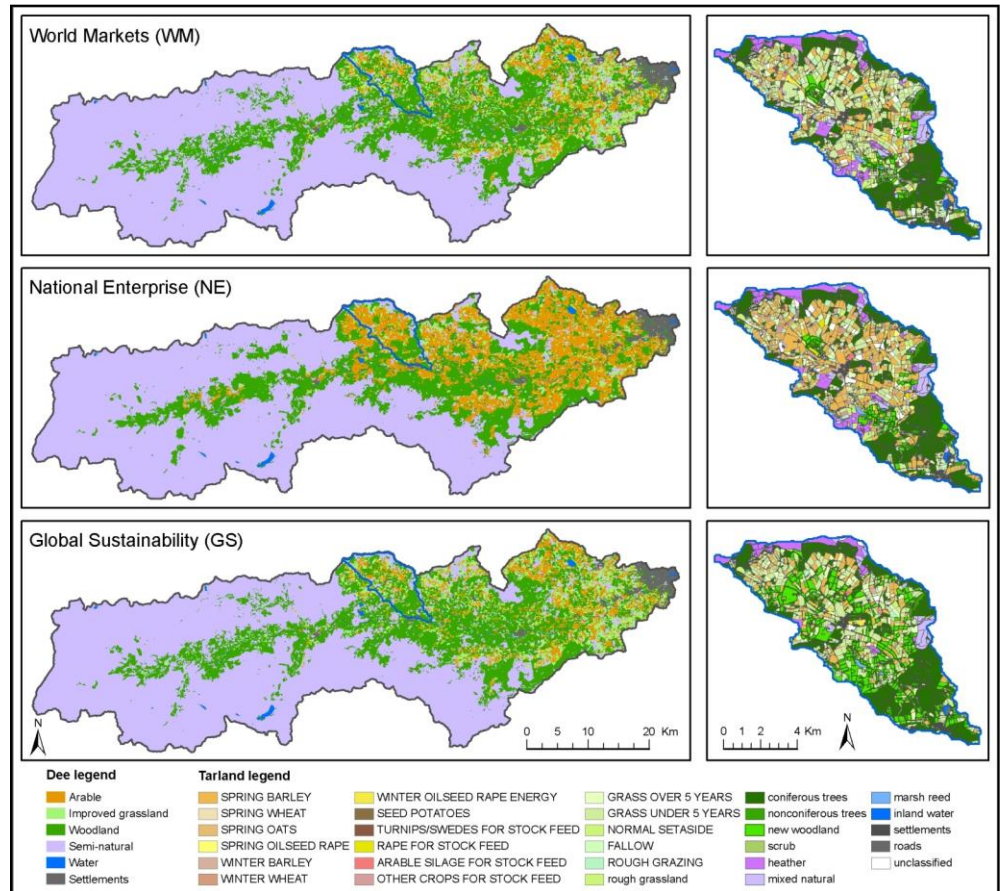 World Markets (WM)
National Enterprise (NE)
Global Sustainability (GS)
N
0 5 10 20 Km
0 1 2 4 Km
N
Dee legend
Arable
Improved grassland
Woodland
Semi-natural
Water
Settlements
Tarland legend
SPRING BARLEY
SPRING WHEAT
SPRING OATS
SPRING OILSEED RAPE
WINTER BARLEY
WINTER WHEAT
WINTER OILSEED RAPE ENERGY
SEED POTATOES
TURNIPS/SWEDES FOR STOCK FEED
RAPE FOR STOCK FEED
ARABLE SILAGE FOR STOCK FEED
OTHER CROPS FOR STOCK FEED
GRASS OVER 5 YEARS
GRASS UNDER 5 YEARS
NORMAL SETASIDE
FALLOW
ROUGH GRAZING
rough grassland
coniferous trees
nonconiferous trees
new woodland
scrub
heather
mixed natural
marsh reed
inland water
settlements
roads
unclassified